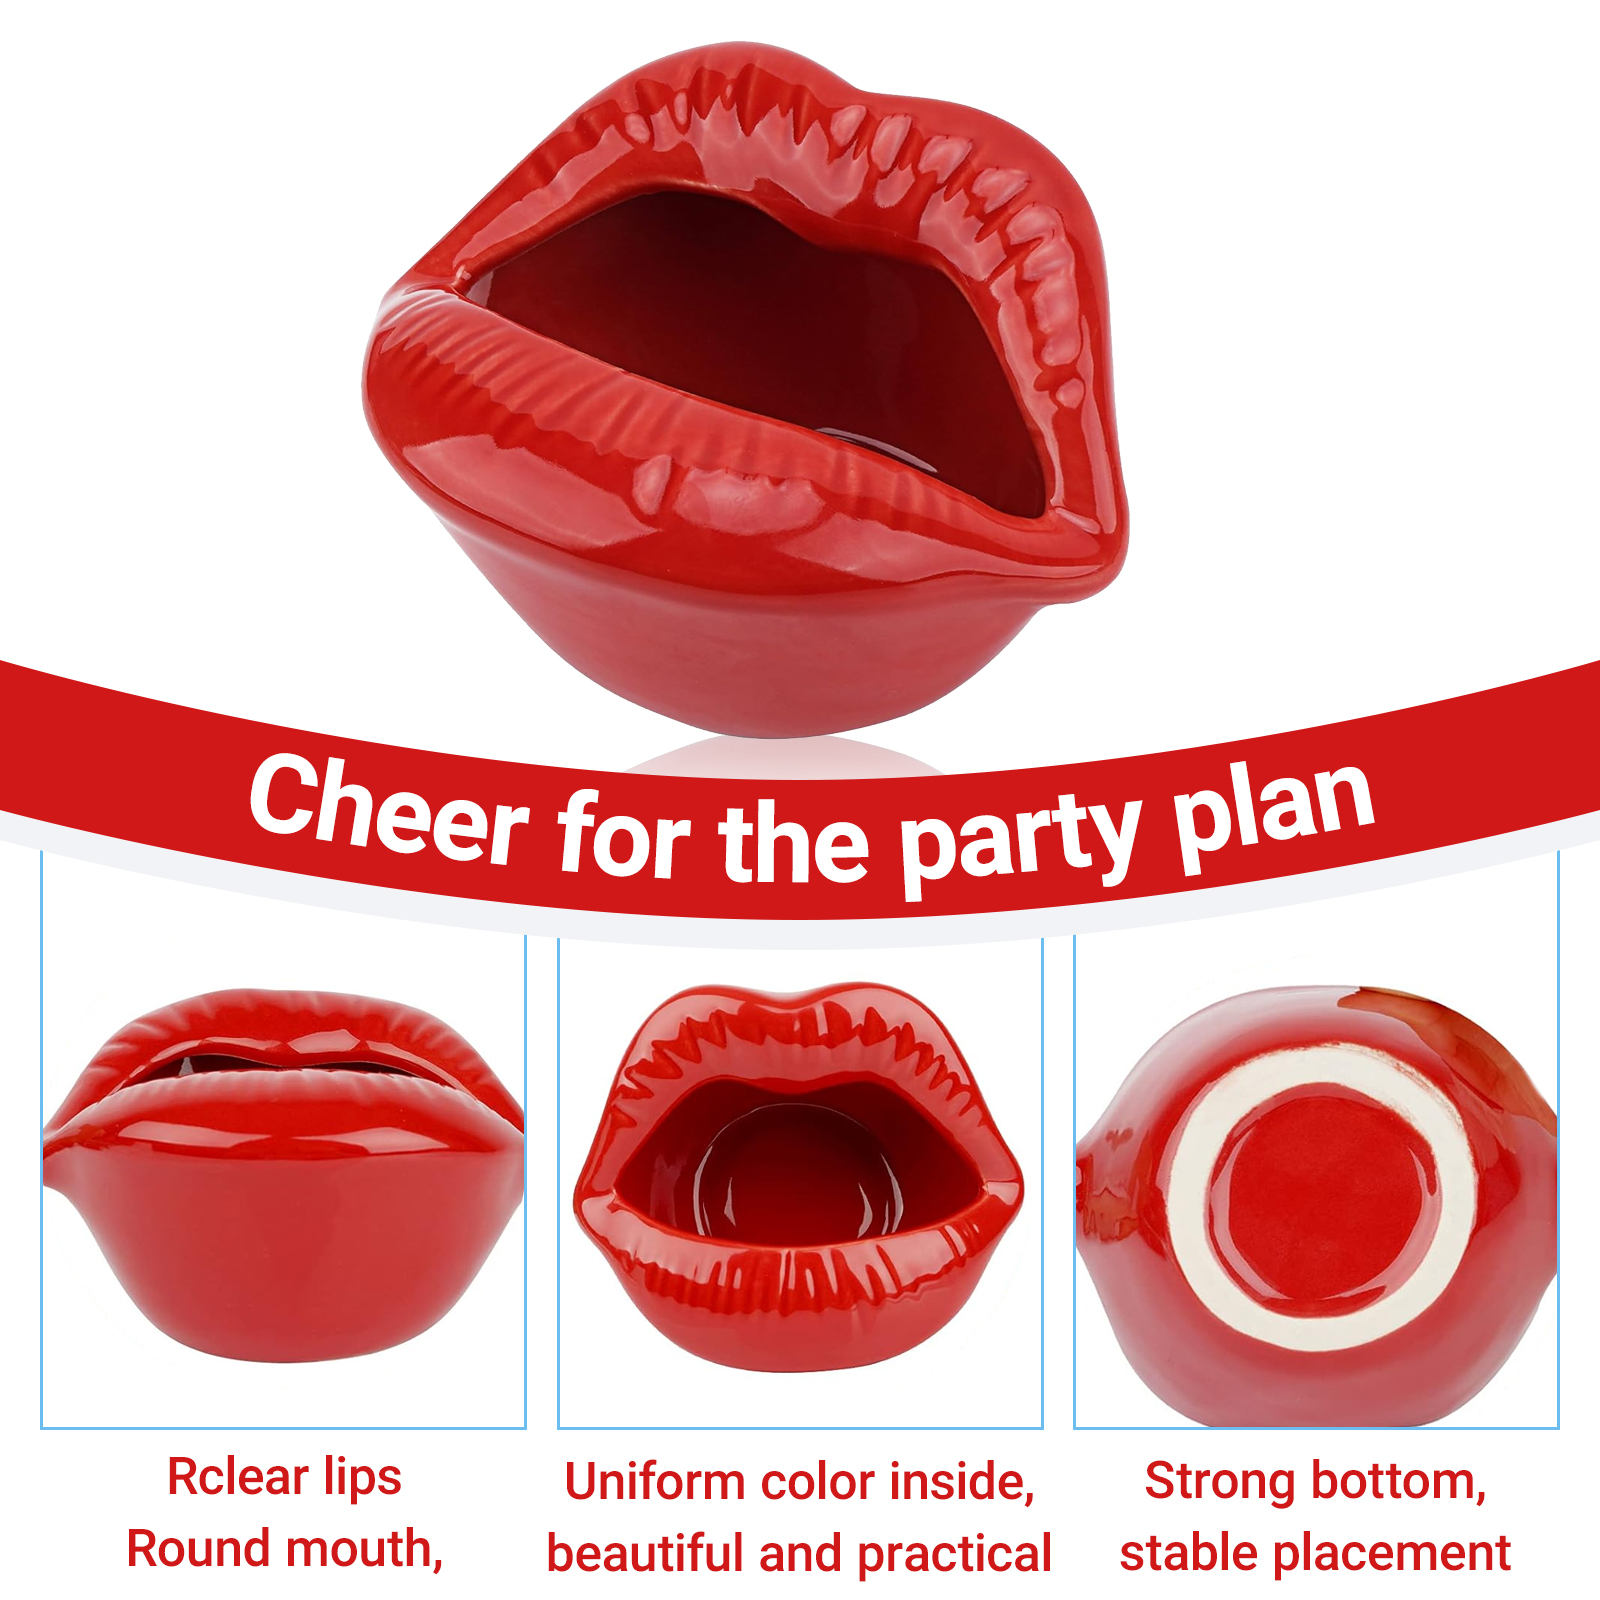 Cheer for the party plan
Rclear lips
Round mouth,
Uniform color inside,
beautiful and practical
Strong bottom,
stable placement